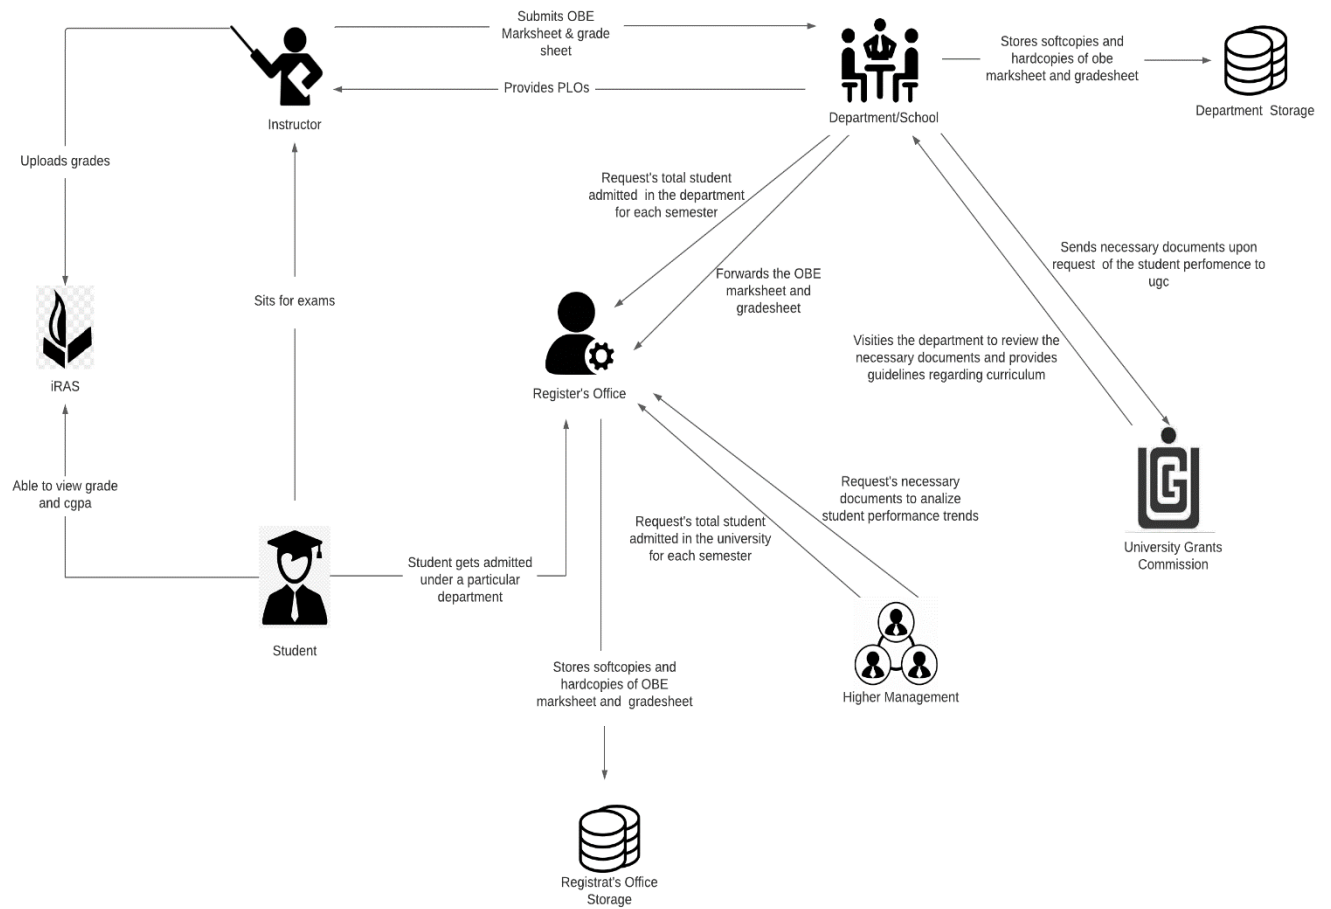 Submits OBE
Marksheet & grade
sheet
Provides PLOs
Instructor
Department/School
Stores softcopies and
hardcopies of obe
marksheet and gradesheet
Department Storage
Uploads grades
Request's total student
admitted in the department
for each semester
Forwards the OBE
marksheet and
gradesheet
Sends necessary documents upon
request of the student perfomence to
ugc
Visities the department to review the
necessary documents and provides
guidelines regarding curriculum
Sits for exams
iRAS
Register's Office
Able to view grade
and cgpa
Request's necessary
documents to analize
student performance trends
Request's total student
admitted in the university
for each semester
UGC
University Grants
Commission
Student gets admitted
under a particular
department
Student
Stores softcopies and
hardcopies of OBE
marksheet and gradesheet
Higher Management
Registrat's Office
Storage